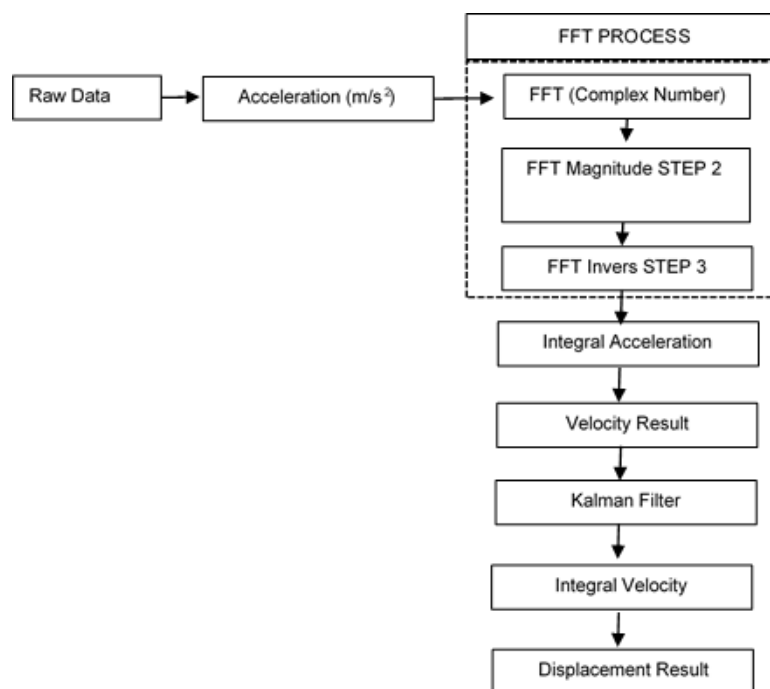 FFT PROCESS
Raw Data
Acceleration (m/s²)
FFT (Complex Number)
FFT Magnitude STEP 2
FFT Invers STEP 3
Integral Acceleration
Velocity Result
Kalman Filter
Integral Velocity
Displacement Result